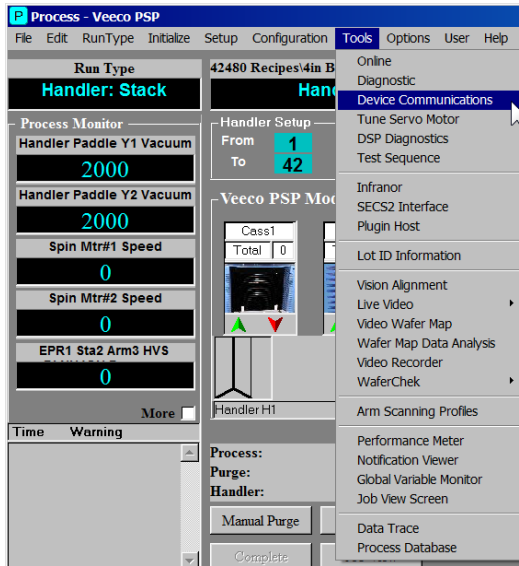 P Process - Veeco PSP
File Edit RunType Initialize Setup Configuration Tools Options User Help
Run Type
Handler: Stack
42480 Recipes\4in B
Hand
Process Monitor
Handler Paddle Y1 Vacuum
2000
Handler Paddle Y2 Vacuum
2000
Spin Mtr#1 Speed
0
Spin Mtr#2 Speed
0
EPR1 Sta2 Arm3 HVS
0
More
Time Warning
Handler Setup
From 1
To 42
Veeco PSP Mod
Cass1
Total 0
Handler H1
Process:
Purge:
Handler:
Manual Purge
Complete
Online
Diagnostic
Device Communications
Tune Servo Motor
DSP Diagnostics
Test Sequence
Infranor
SECS2 Interface
Plugin Host
Lot ID Information
Vision Alignment
Live Video
Video Wafer Map
Wafer Map Data Analysis
Video Recorder
WaferChek
Arm Scanning Profiles
Performance Meter
Notification Viewer
Global Variable Monitor
Job View Screen
Data Trace
Process Database